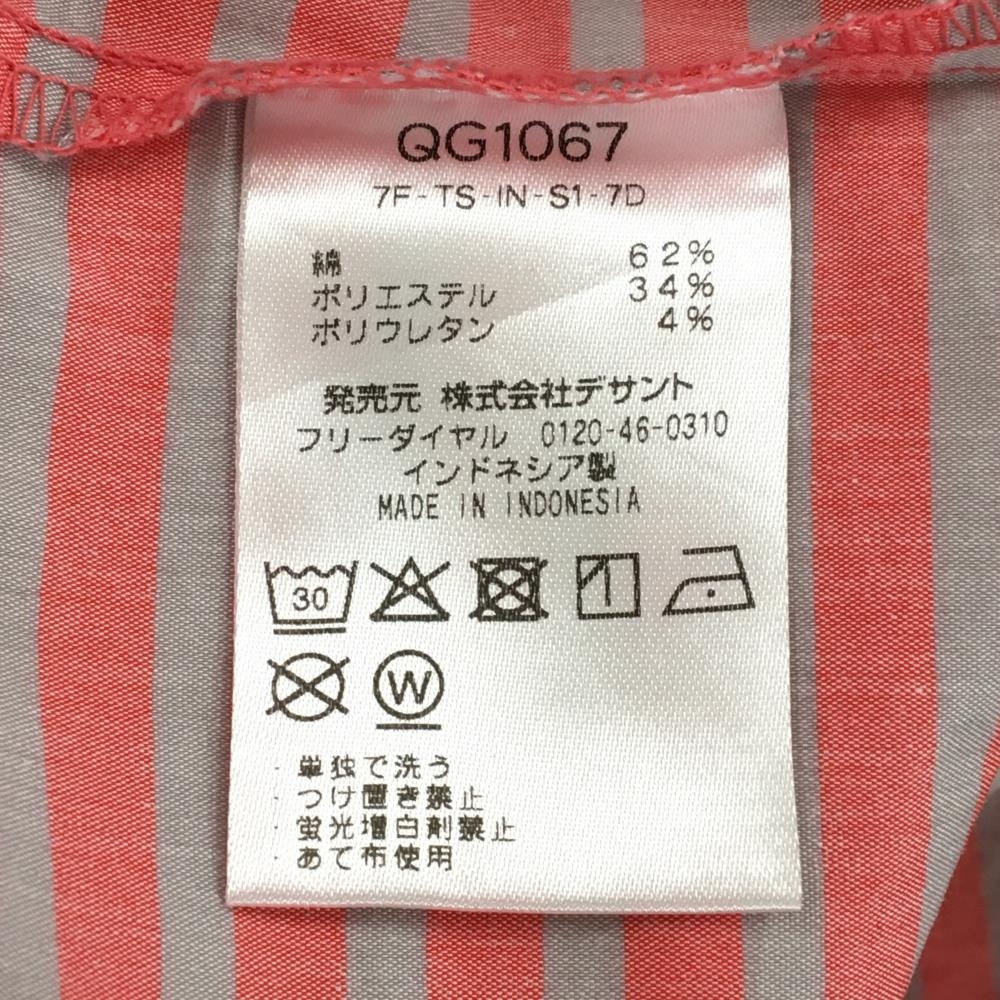 QG1067
7F-TS-IN-S1-7D
綿 62%
ポリエステル 34%
ポリウレタン 4%
発売元 株式会社デサント
フリーダイヤル 0120-46-0310
インドネシア製
MADE IN INDONESIA
30
W
・単独で洗う
・つけ置き禁止
・蛍光増白剤禁止
・あて布使用